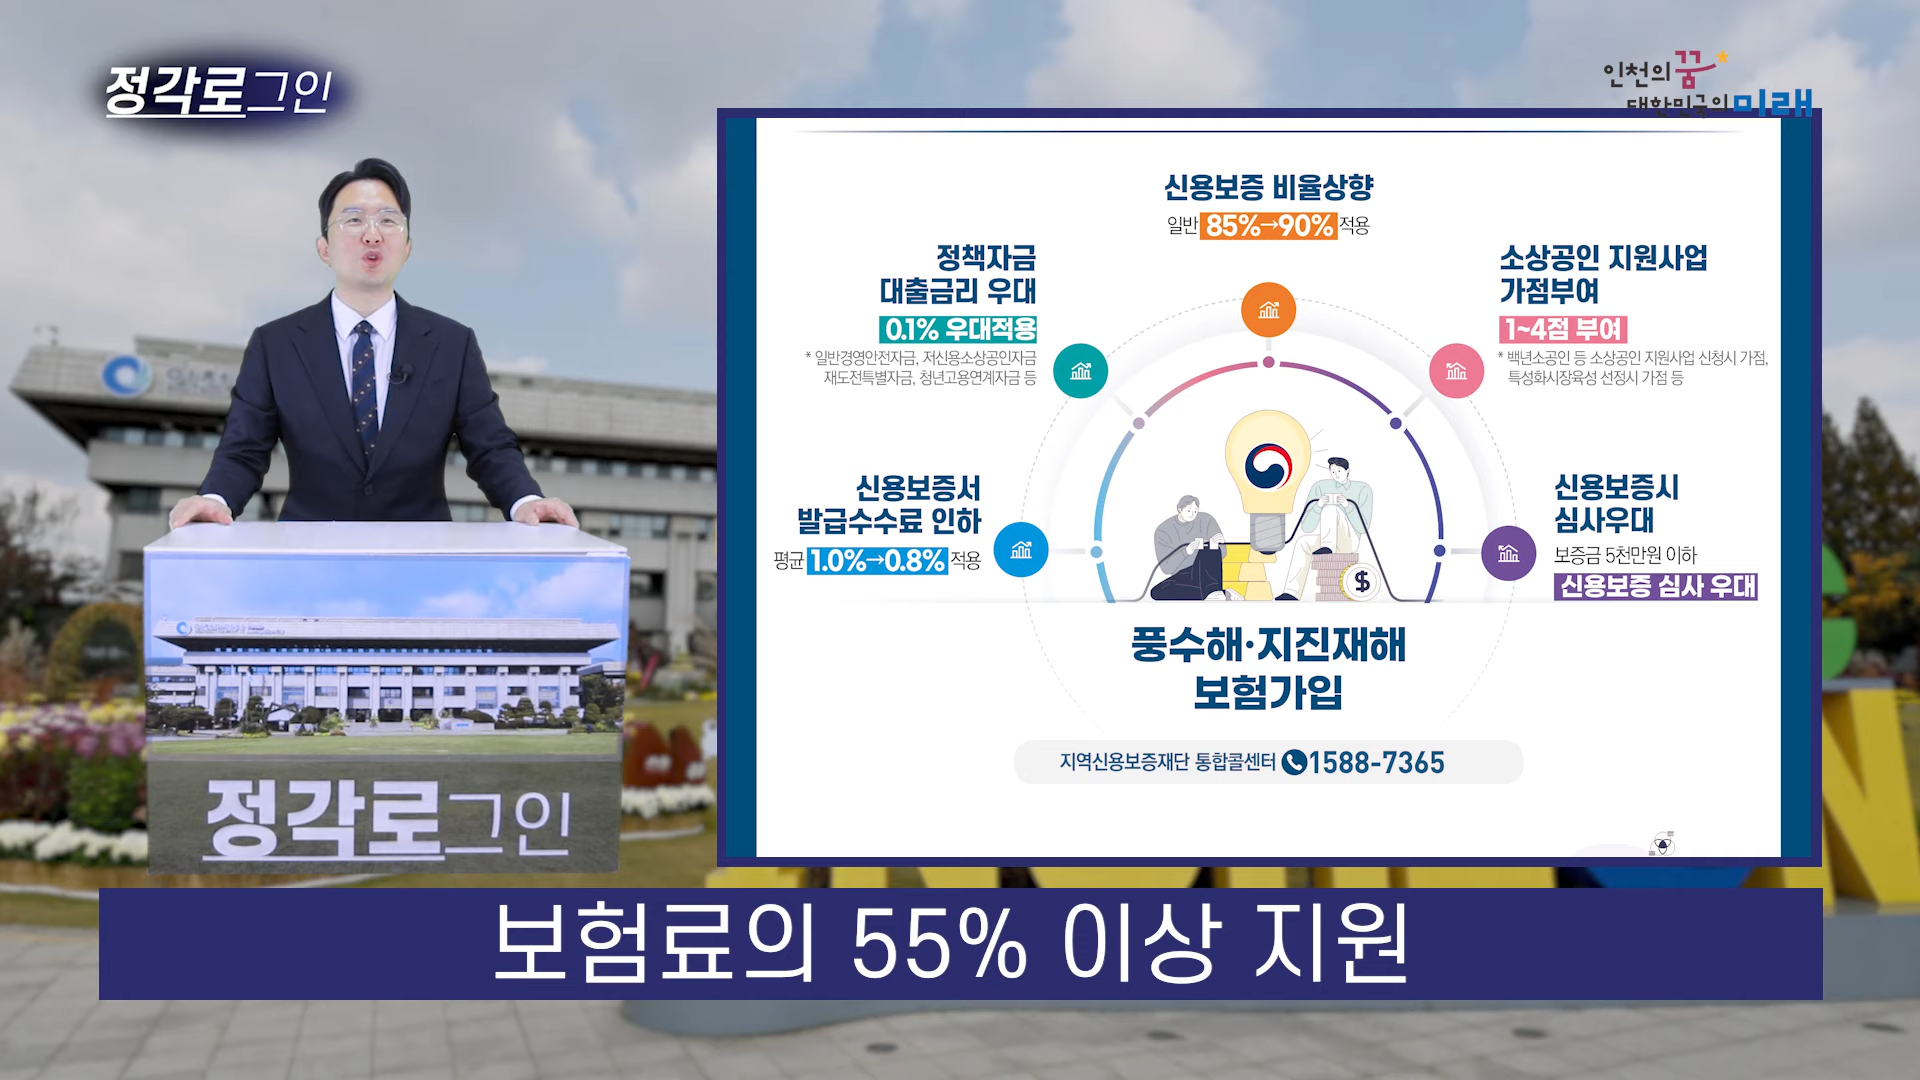 정각로그인
인천의 꿈
대한민국의 미래
신용보증 비율상향
일반 85%→90% 적용
정책자금
대출금리 우대
0.1% 우대적용
* 일반경영안전자금, 저신용소상공인자금
재도전특별자금, 청년고용연계자금 등
소상공인 지원사업
가점부여
1~4점 부여
* 백년소공인 등 소상공인 지원사업 신청시 가점,
특성화시장육성 선정시 가점 등
신용보증서
발급수수료 인하
평균 1.0%→0.8% 적용
신용보증시
심사우대
보증금 5천만원 이하
신용보증 심사 우대
$
풍수해·지진재해
보험가입
지역신용보증재단 통합콜센터 1588-7365
정각로그인
보험료의 55% 이상 지원